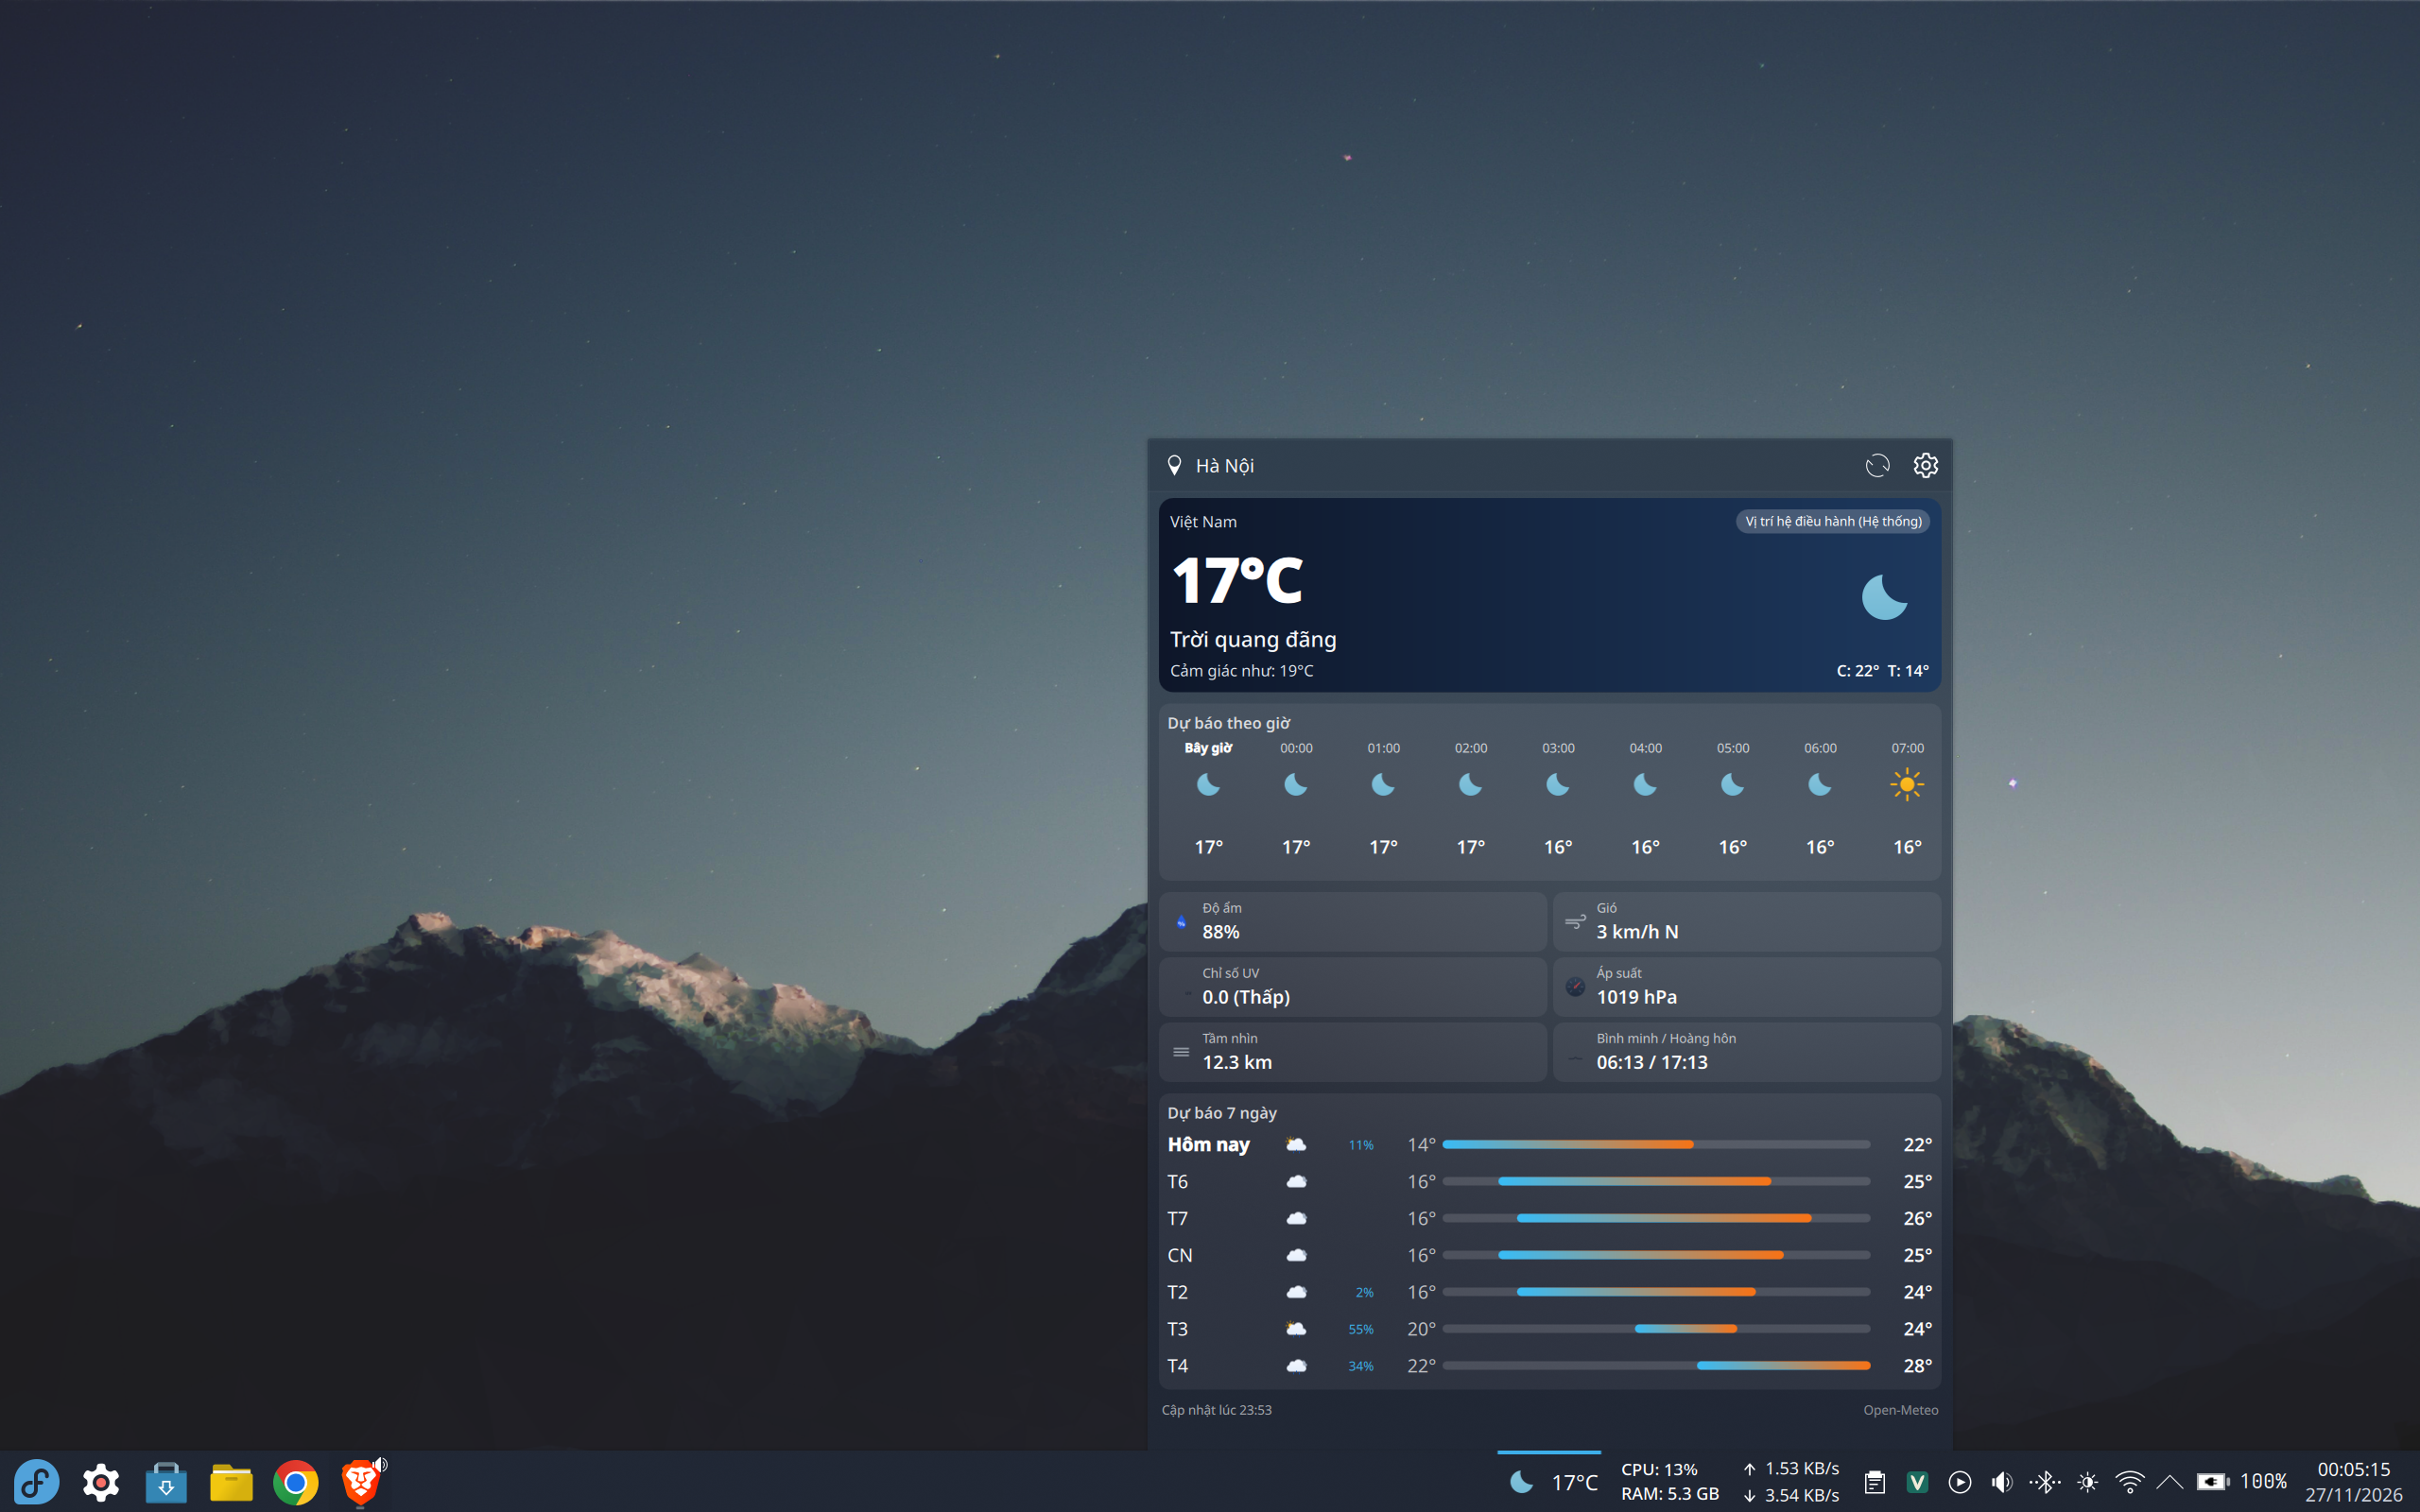 Hà Nội
Việt Nam
Vị trí hệ điều hành (Hệ thống)
17°C
Trời quang đãng
Cảm giác như: 19°C
C: 22° T: 14°
Dự báo theo giờ
Bây giờ 00:00 01:00 02:00 03:00 04:00 05:00 06:00 07:00
17° 17° 17° 17° 16° 16° 16° 16° 16°
Độ ẩm
88%
Gió
3 km/h N
Chỉ số UV
0.0 (Thấp)
Áp suất
1019 hPa
Tầm nhìn
12.3 km
Bình minh / Hoàng hôn
06:13 / 17:13
Dự báo 7 ngày
Hôm nay 11% 14° 22°
T6 16° 25°
T7 16° 26°
CN 16° 25°
T2 2% 16° 24°
T3 55% 20° 24°
T4 34% 22° 28°
Cập nhật lúc 23:53
Open-Meteo
17°C
CPU: 13%
RAM: 5.3 GB
↑ 1.53 KB/s
↓ 3.54 KB/s
V
100%
00:05:15
27/11/2026